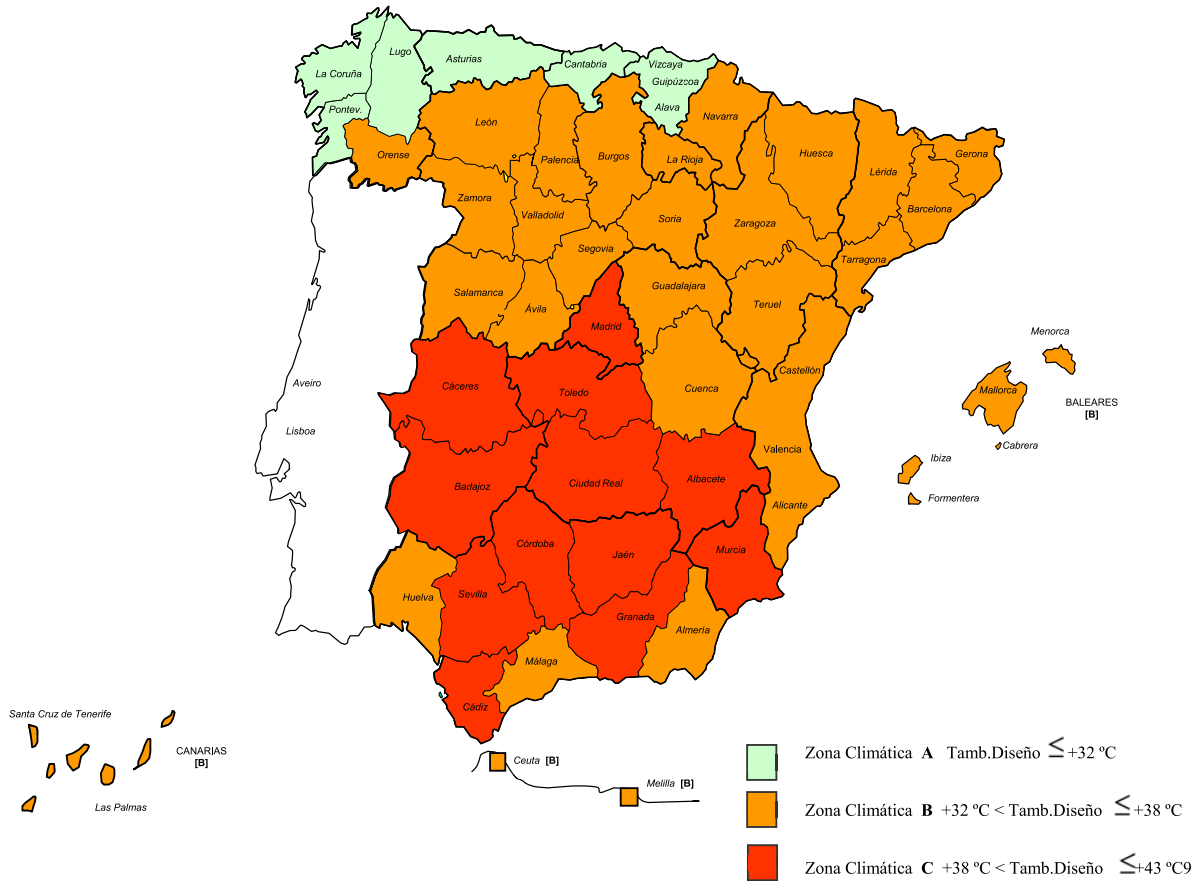 Lugo
Asturias
Cantabria
Vizcaya
La Coruña
Guipúzcoa
Pontev.
Alava
Navarra
León
Orense
Palencia
Burgos
La Rioja
Huesca
Lérida
Gerona
Zamora
Valladolid
Soria
Zaragoza
Barcelona
Segovia
Tarragona
Salamanca
Ávila
Guadalajara
Teruel
Madrid
Menorca
Castellón
Aveiro
Cáceres
Toledo
Cuenca
Mallorca
BALEARES
[B]
Lisboa
Cabrera
Valencia
Ibiza
Badajoz
Ciudad Real
Albacete
Formentera
Alicante
Córdoba
Jaén
Murcia
Huelva
Sevilla
Granada
Almería
Málaga
Cádiz
Santa Cruz de Tenerife
CANARIAS
[B]
Las Palmas
Ceuta [B]
Melilla [B]
Zona Climática A Tamb.Diseño ≤ +32 ºC
Zona Climática B +32 ºC < Tamb.Diseño ≤ +38 ºC
Zona Climática C +38 ºC < Tamb.Diseño ≤+43 ºC9